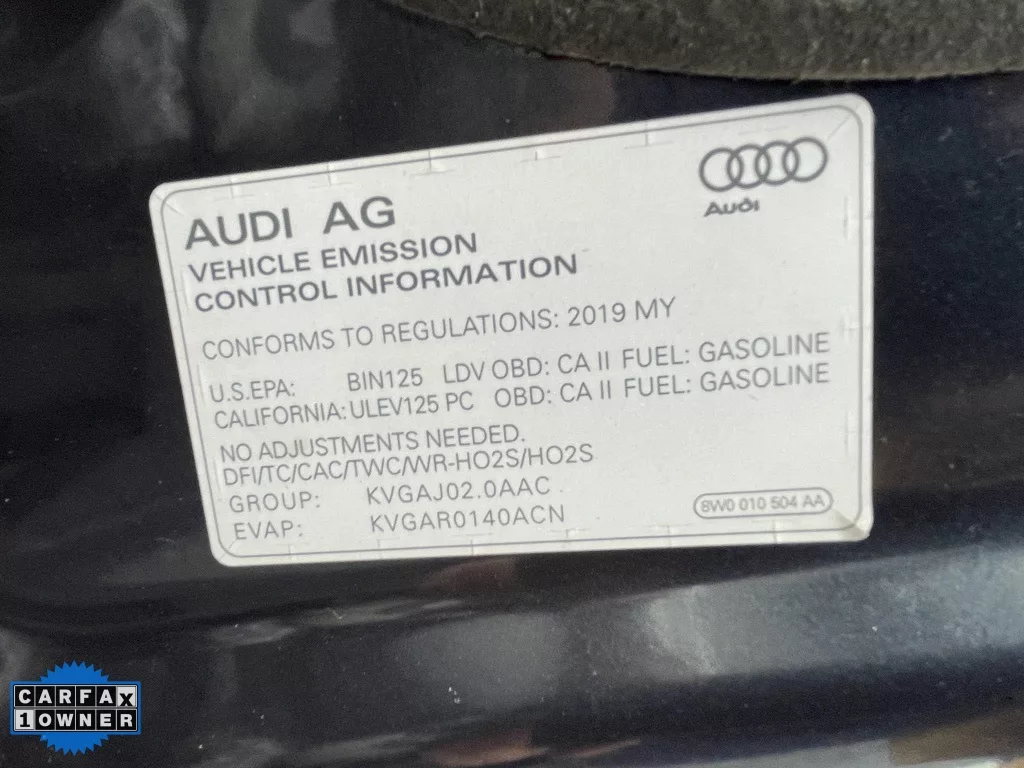 AUDI AG
Audi
VEHICLE EMISSION
CONTROL INFORMATION
CONFORMS TO REGULATIONS: 2019 MY
U.S.EPA: BIN125 LDV OBD: CA II FUEL: GASOLINE
CALIFORNIA: ULEV125 PC OBD: CA II FUEL: GASOLINE
NO ADJUSTMENTS NEEDED.
DFI/TC/CAC/TWC/WR-HO2S/HO2S
GROUP: KVGAJ02.0AAC
EVAP: KVGAR0140ACN
8W0 010 504 AA
CARFAX
1 OWNER